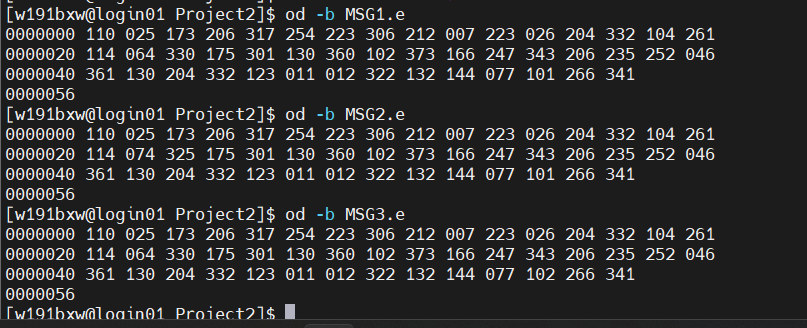 [w191bxw@login01 Project2]$ od -b MSG1.e
0000000 110 025 173 206 317 254 223 306 212 007 223 026 204 332 104 261
0000020 114 064 330 175 301 130 360 102 373 166 247 343 206 235 252 046
0000040 361 130 204 332 123 011 012 322 132 144 077 101 266 341
0000056
[w191bxw@login01 Project2]$ od -b MSG2.e
0000000 110 025 173 206 317 254 223 306 212 007 223 026 204 332 104 261
0000020 114 074 325 175 301 130 360 102 373 166 247 343 206 235 252 046
0000040 361 130 204 332 123 011 012 322 132 144 077 101 266 341
0000056
[w191bxw@login01 Project2]$ od -b MSG3.e
0000000 110 025 173 206 317 254 223 306 212 007 223 026 204 332 104 261
0000020 114 064 330 175 301 130 360 102 373 166 247 343 206 235 252 046
0000040 361 130 204 332 123 011 012 322 132 144 077 102 266 341
0000056
[w191bxw@login01 Project2]$